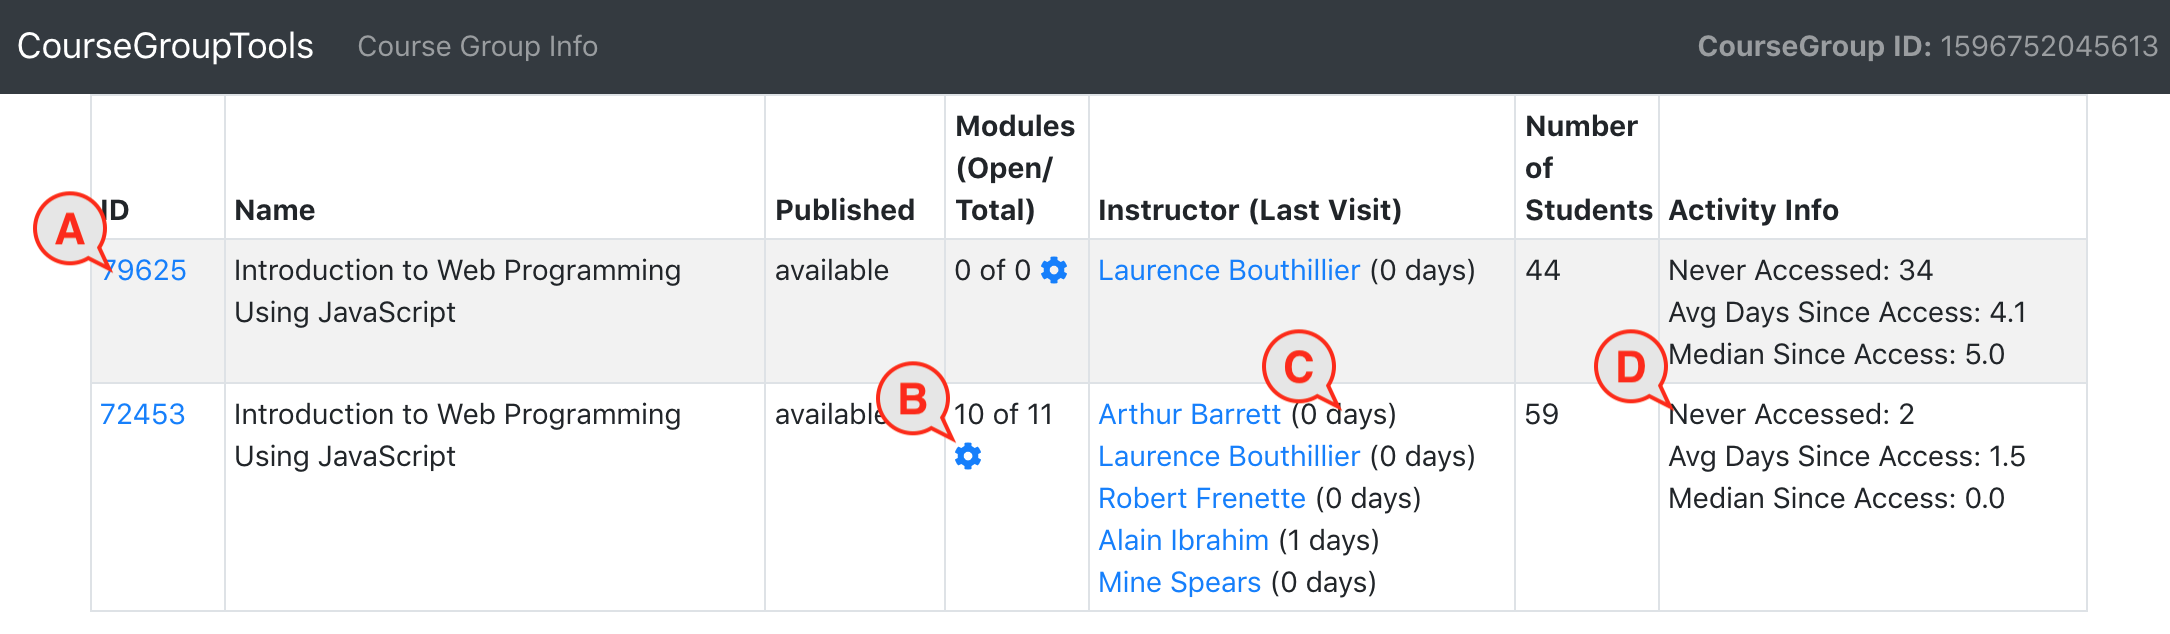 CourseGroupTools Course Group Info CourseGroup ID: 1596752045613
ID Name Published Modules (Open/ Total) Instructor (Last Visit) Number of Students Activity Info
A
79625 Introduction to Web Programming available 0 of 0 Laurence Bouthillier (0 days) 44 Never Accessed: 34
Using JavaScript Avg Days Since Access: 4.1
Median Since Access: 5.0
B
C
D
72453 Introduction to Web Programming available 10 of 11 Arthur Barrett (0 days) 59 Never Accessed: 2
Using JavaScript Laurence Bouthillier (0 days) Avg Days Since Access: 1.5
Robert Frenette (0 days) Median Since Access: 0.0
Alain Ibrahim (1 days)
Mine Spears (0 days)